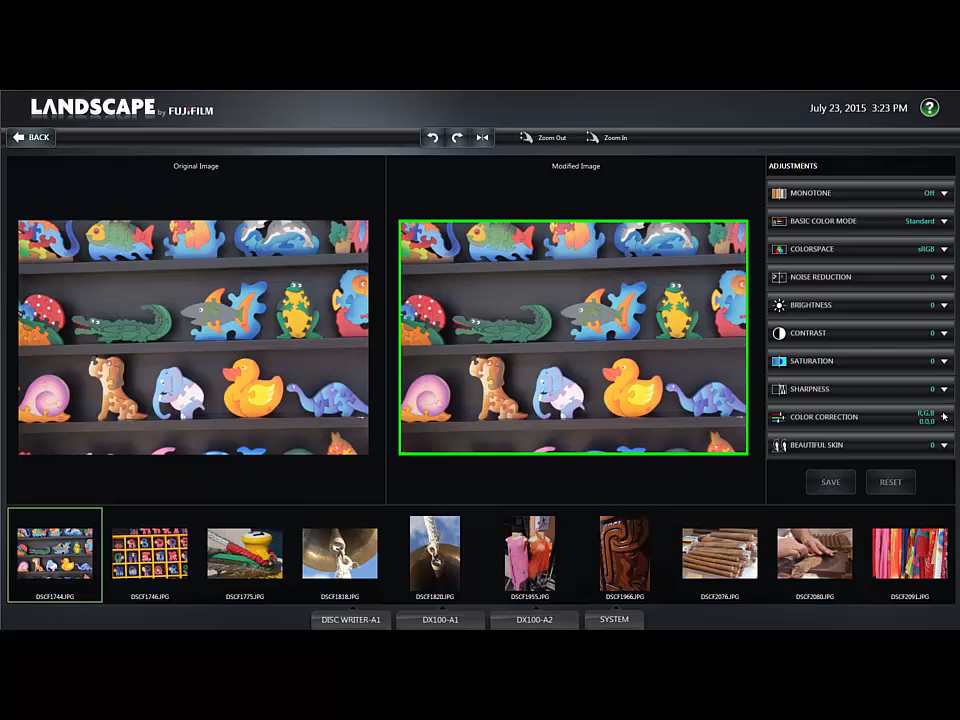 LANDSCAPE by FUJIFILM
July 23, 2015 3:23 PM ?
BACK
Zoom Out
Zoom In
Original Image
Modified Image
ADJUSTMENTS
MONOTONE Off
BASIC COLOR MODE Standard
COLORSPACE sRGB
NOISE REDUCTION 0
BRIGHTNESS 0
CONTRAST 0
SATURATION 0
SHARPNESS 0
COLOR CORRECTION R,G,B
0,0,0
BEAUTIFUL SKIN 0
SAVE
RESET
DSCF1744.JPG
DSCF1746.JPG
DSCF1775.JPG
DSCF1818.JPG
DSCF1820.JPG
DSCF1955.JPG
DSCF1966.JPG
DSCF2076.JPG
DSCF2080.JPG
DSCF2091.JPG
DISC WRITER-A1
DX100-A1
DX100-A2
SYSTEM